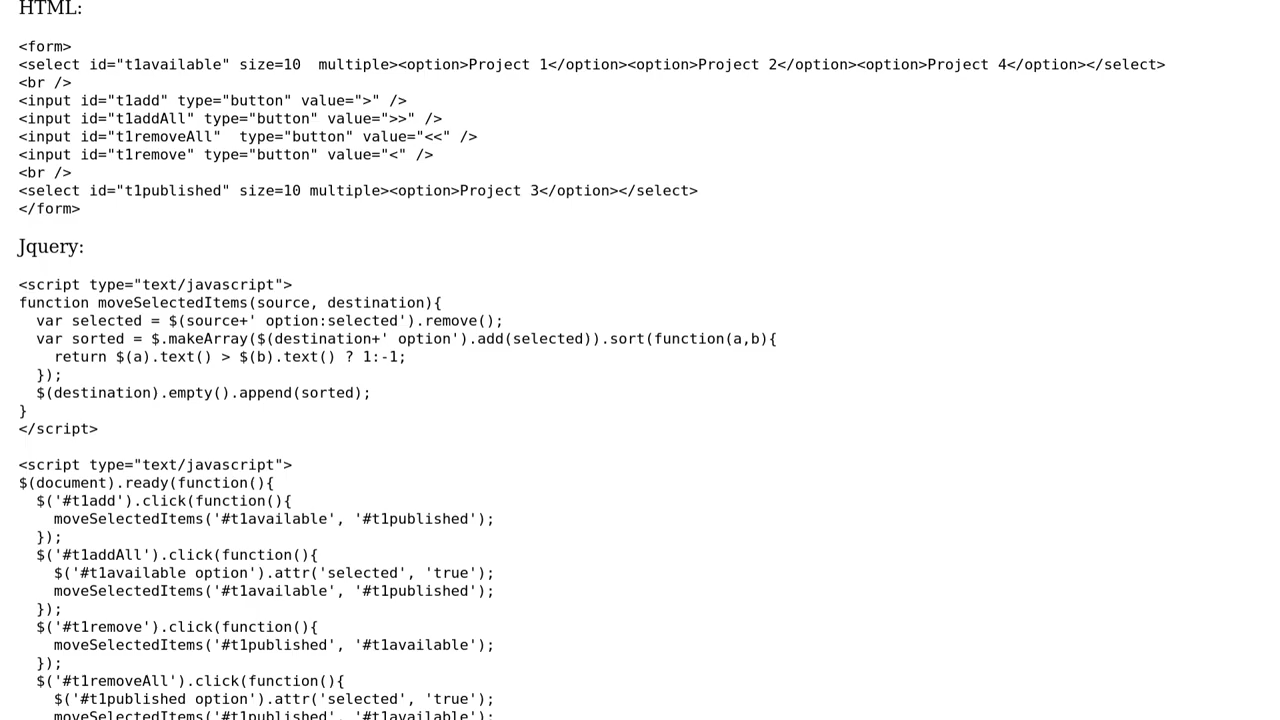 HTML:
<form>
<select id="t1available" size=10  multiple><option>Project 1</option><option>Project 2</option><option>Project 4</option></select>
<br />
<input id="t1add" type="button" value=">" />
<input id="t1addAll" type="button" value=">>" />
<input id="t1removeAll"  type="button" value="<<" />
<input id="t1remove" type="button" value="<" />
<br />
<select id="t1published" size=10 multiple><option>Project 3</option></select>
</form>
Jquery:
<script type="text/javascript">
function moveSelectedItems(source, destination){
  var selected = $(source+' option:selected').remove();
  var sorted = $.makeArray($(destination+' option').add(selected)).sort(function(a,b){
    return $(a).text() > $(b).text() ? 1:-1;
  });
  $(destination).empty().append(sorted);
}
</script>
<script type="text/javascript">
$(document).ready(function(){
  $('#t1add').click(function(){
    moveSelectedItems('#t1available', '#t1published');
  });
  $('#t1addAll').click(function(){
    $('#t1available option').attr('selected', 'true');
    moveSelectedItems('#t1available', '#t1published');
  });
  $('#t1remove').click(function(){
    moveSelectedItems('#t1published', '#t1available');
  });
  $('#t1removeAll').click(function(){
    $('#t1published option').attr('selected', 'true');
    moveSelectedItems('#t1published', '#t1available');